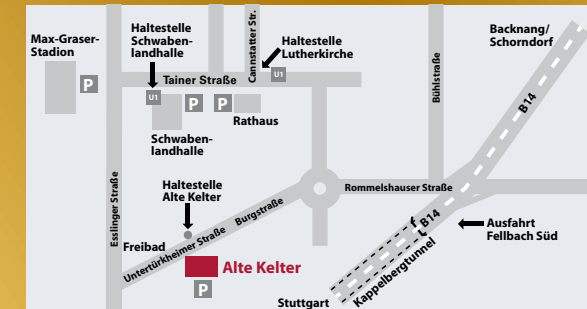 Max-Graser-
Stadion
P
Haltestelle
Schwaben-
landhalle
Cannstatter Str.
Haltestelle
Lutherkirche
Backnang/
Schorndorf
Tainer Straße
U1
U1
P
P
Rathaus
Schwaben-
landhalle
Bühlstraße
B14
Esslinger Straße
Haltestelle
Alte Kelter
Rommelshauser Straße
Untertürkheimer Straße
Burgstraße
Freibad
Alte Kelter
P
B14
Ausfahrt
Fellbach Süd
Kappelbergtunnel
Stuttgart